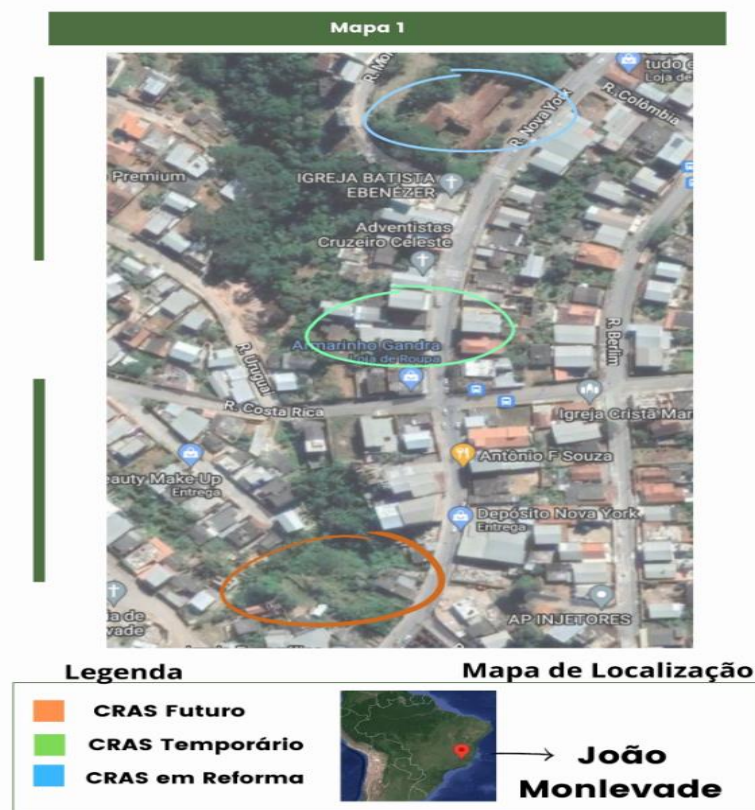 Mapa 1
tudo e
Loja de
R. Colômbia
R. Nova York
Premium
IGREJA BATISTA
EBENÉZER
Adventistas
Cruzeiro Celeste
Armarinho Gandra
Loja de Roupa
R. Berlim
R. Uruguai
R. Costa Rica
Igreja Cristã Mar
Antônio F Souza
eauty Make Up
Entrega
Depósito Nova York
Entrega
AP INJETORES
ia de
vade
Legenda
Mapa de Localização
CRAS Futuro
CRAS Temporário
CRAS em Reforma
João
Monlevade